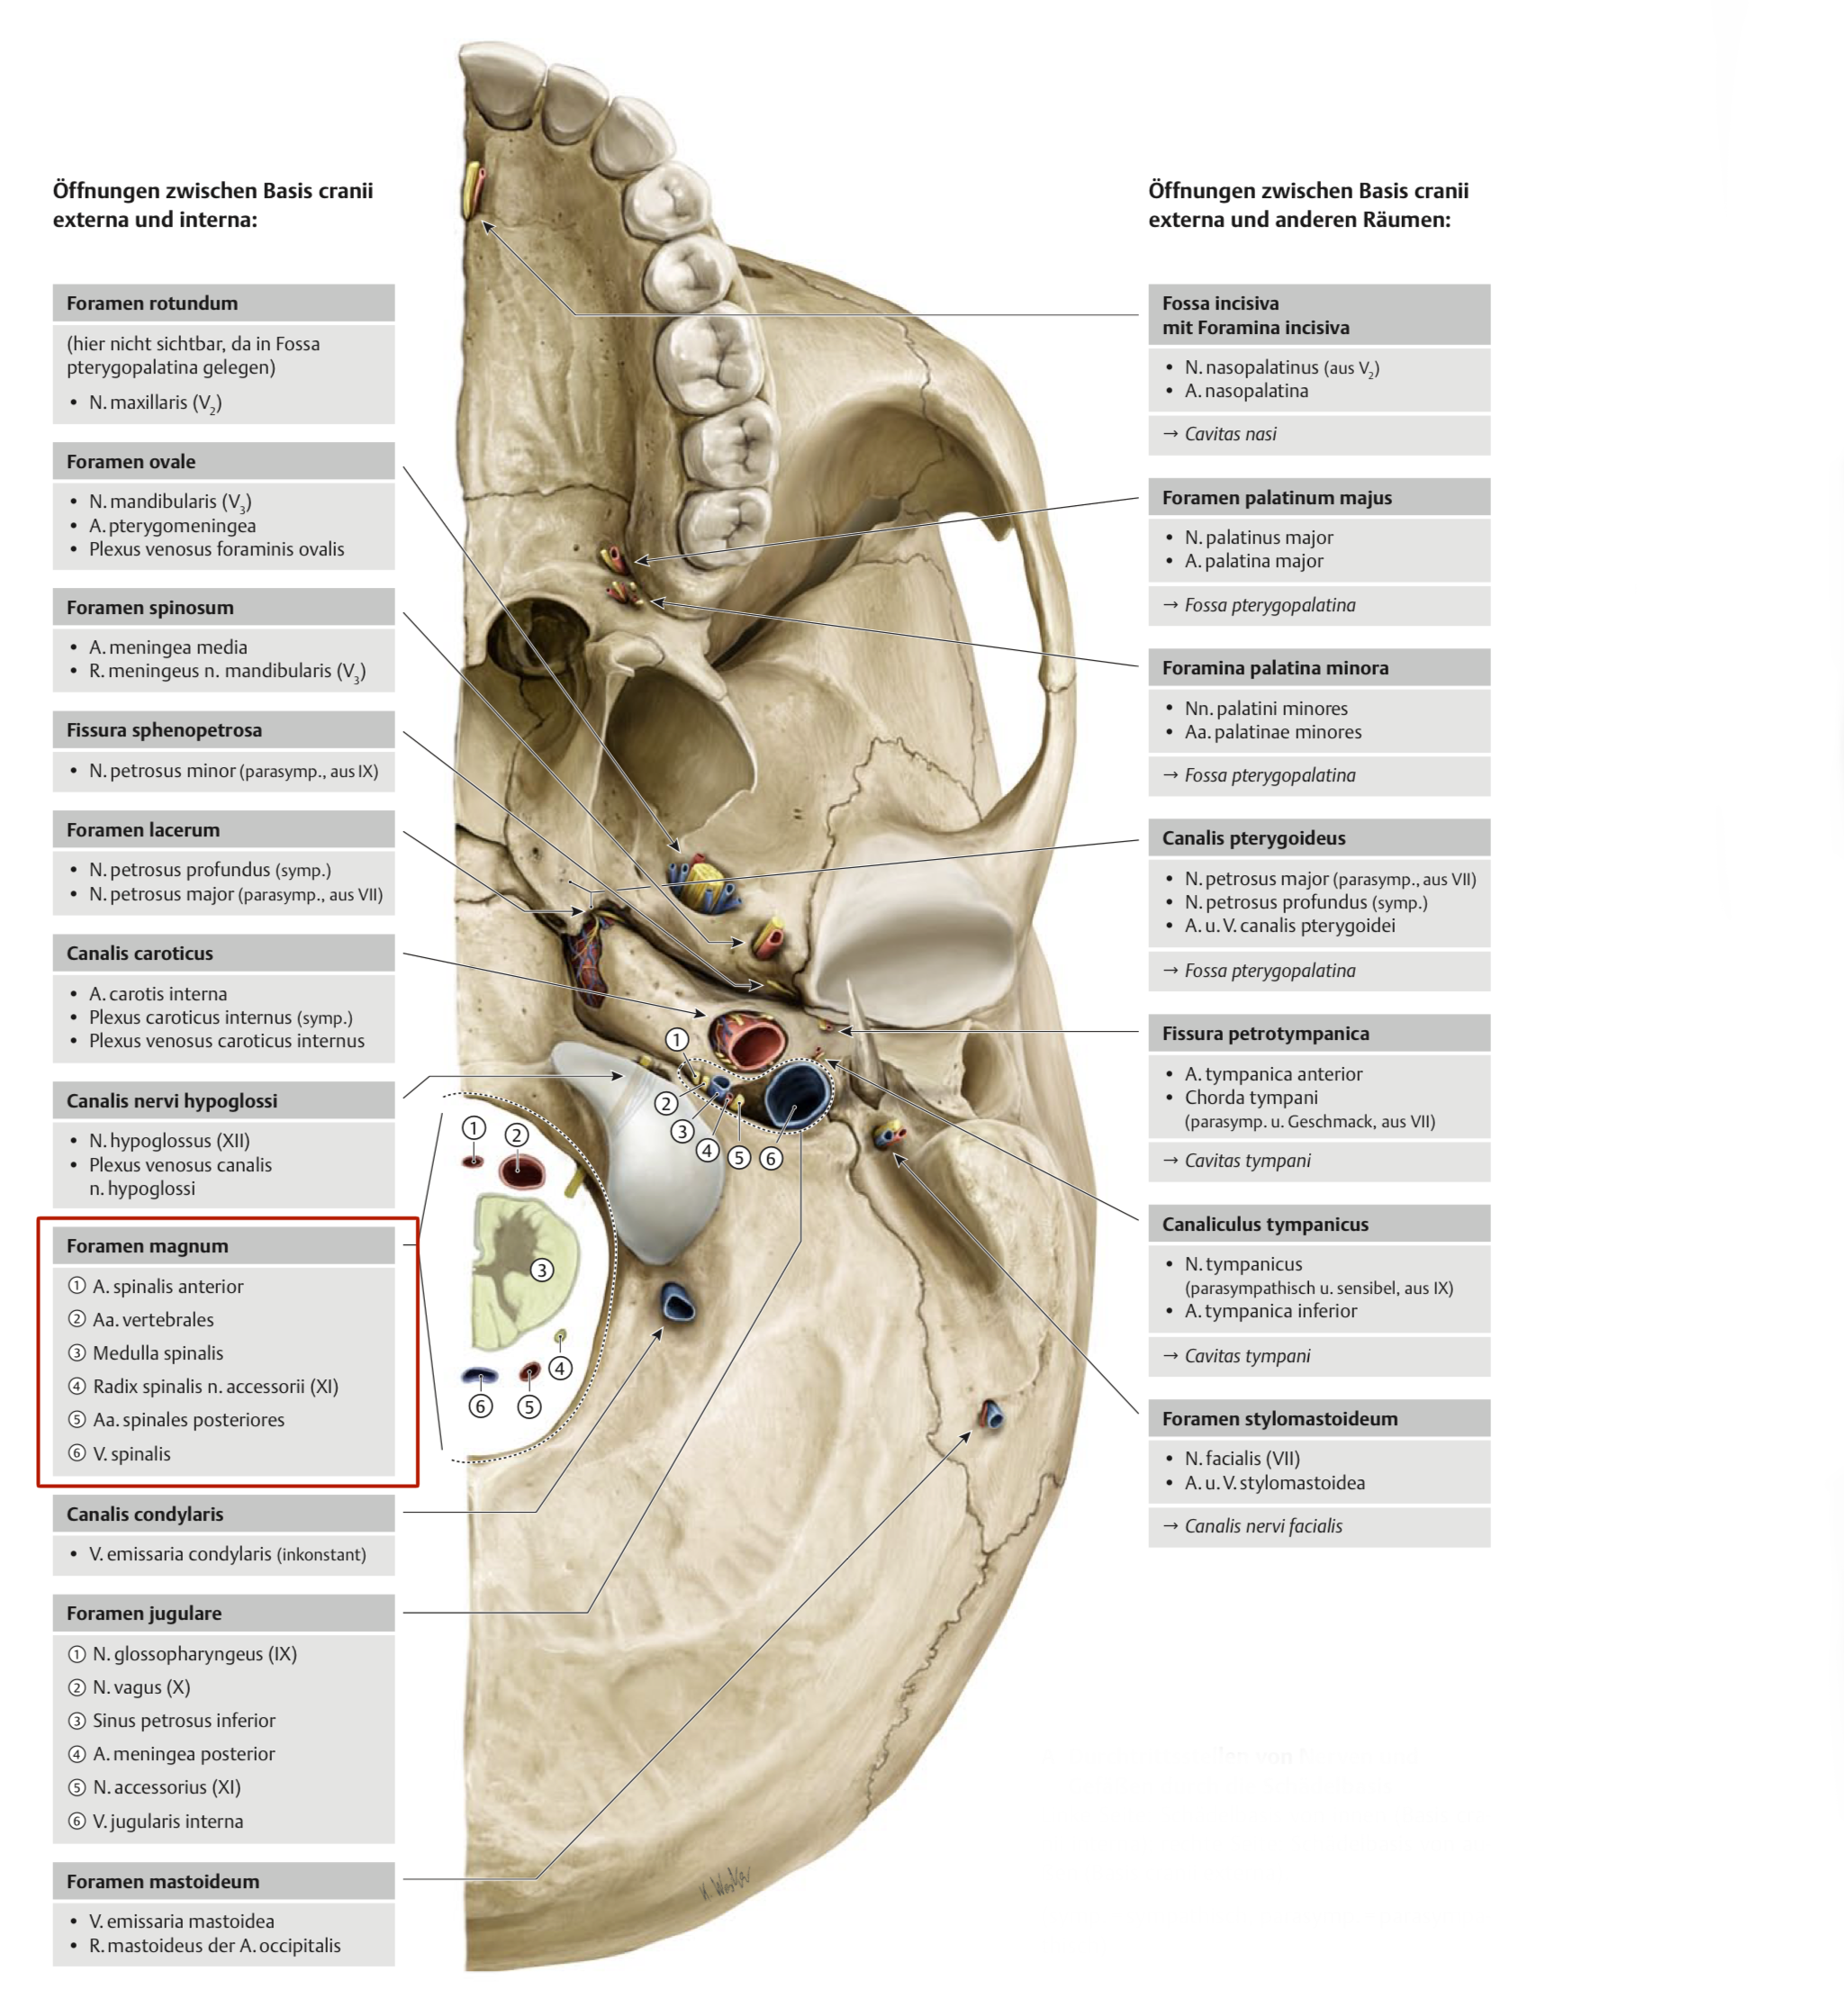 Öffnungen zwischen Basis cranii
externa und interna:
Foramen rotundum
(hier nicht sichtbar, da in Fossa
pterygopalatina gelegen)
• N. maxillaris (V₂)
Foramen ovale
• N. mandibularis (V₃)
• A. pterygomeningea
• Plexus venosus foraminis ovalis
Foramen spinosum
• A. meningea media
• R. meningeus n. mandibularis (V₃)
Fissura sphenopetrosa
• N. petrosus minor (parasymp., aus IX)
Foramen lacerum
• N. petrosus profundus (symp.)
• N. petrosus major (parasymp., aus VII)
Canalis caroticus
• A. carotis interna
• Plexus caroticus internus (symp.)
• Plexus venosus caroticus internus
Canalis nervi hypoglossi
• N. hypoglossus (XII)
• Plexus venosus canalis
n. hypoglossi
Foramen magnum
① A. spinalis anterior
② Aa. vertebrales
③ Medulla spinalis
④ Radix spinalis n. accessorii (XI)
⑤ Aa. spinales posteriores
⑥ V. spinalis
Canalis condylaris
• V. emissaria condylaris (inkonstant)
Foramen jugulare
① N. glossopharyngeus (IX)
② N. vagus (X)
③ Sinus petrosus inferior
④ A. meningea posterior
⑤ N. accessorius (XI)
⑥ V. jugularis interna
Foramen mastoideum
• V. emissaria mastoidea
• R. mastoideus der A. occipitalis
①
②
③
④
⑤
⑥
①
②
③
④
⑤
⑥
K. Wesker
Öffnungen zwischen Basis cranii
externa und anderen Räumen:
Fossa incisiva
mit Foramina incisiva
• N. nasopalatinus (aus V₂)
• A. nasopalatina
→ Cavitas nasi
Foramen palatinum majus
• N. palatinus major
• A. palatina major
→ Fossa pterygopalatina
Foramina palatina minora
• Nn. palatini minores
• Aa. palatinae minores
→ Fossa pterygopalatina
Canalis pterygoideus
• N. petrosus major (parasymp., aus VII)
• N. petrosus profundus (symp.)
• A. u. V. canalis pterygoidei
→ Fossa pterygopalatina
Fissura petrotympanica
• A. tympanica anterior
• Chorda tympani
(parasymp. u. Geschmack, aus VII)
→ Cavitas tympani
Canaliculus tympanicus
• N. tympanicus
(parasympathisch u. sensibel, aus IX)
• A. tympanica inferior
→ Cavitas tympani
Foramen stylomastoideum
• N. facialis (VII)
• A. u. V. stylomastoidea
→ Canalis nervi facialis